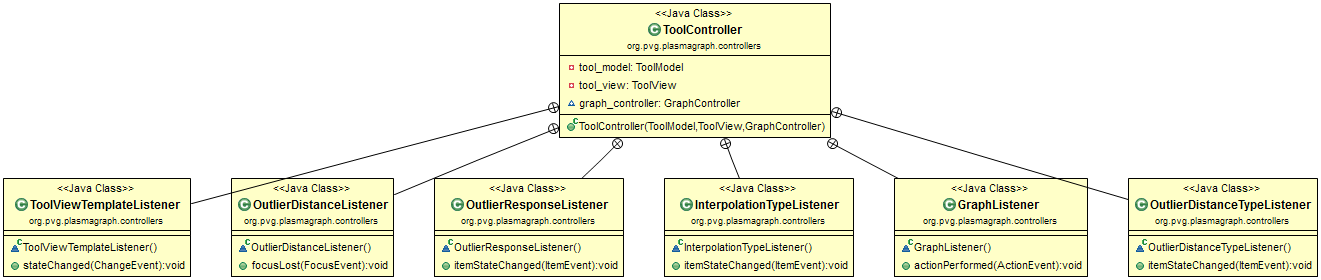 <<Java Class>>
ToolController
org.pvg.plasmagraph.controllers
tool_model: ToolModel
tool_view: ToolView
graph_controller: GraphController
ToolController(ToolModel,ToolView,GraphController)
<<Java Class>>
ToolViewTemplateListener
org.pvg.plasmagraph.controllers
ToolViewTemplateListener()
stateChanged(ChangeEvent):void
<<Java Class>>
OutlierDistanceListener
org.pvg.plasmagraph.controllers
OutlierDistanceListener()
focusLost(FocusEvent):void
<<Java Class>>
OutlierResponseListener
org.pvg.plasmagraph.controllers
OutlierResponseListener()
itemStateChanged(ItemEvent):void
<<Java Class>>
InterpolationTypeListener
org.pvg.plasmagraph.controllers
InterpolationTypeListener()
itemStateChanged(ItemEvent):void
<<Java Class>>
GraphListener
org.pvg.plasmagraph.controllers
GraphListener()
actionPerformed(ActionEvent):void
<<Java Class>>
OutlierDistanceTypeListener
org.pvg.plasmagraph.controllers
OutlierDistanceTypeListener()
itemStateChanged(ItemEvent):void